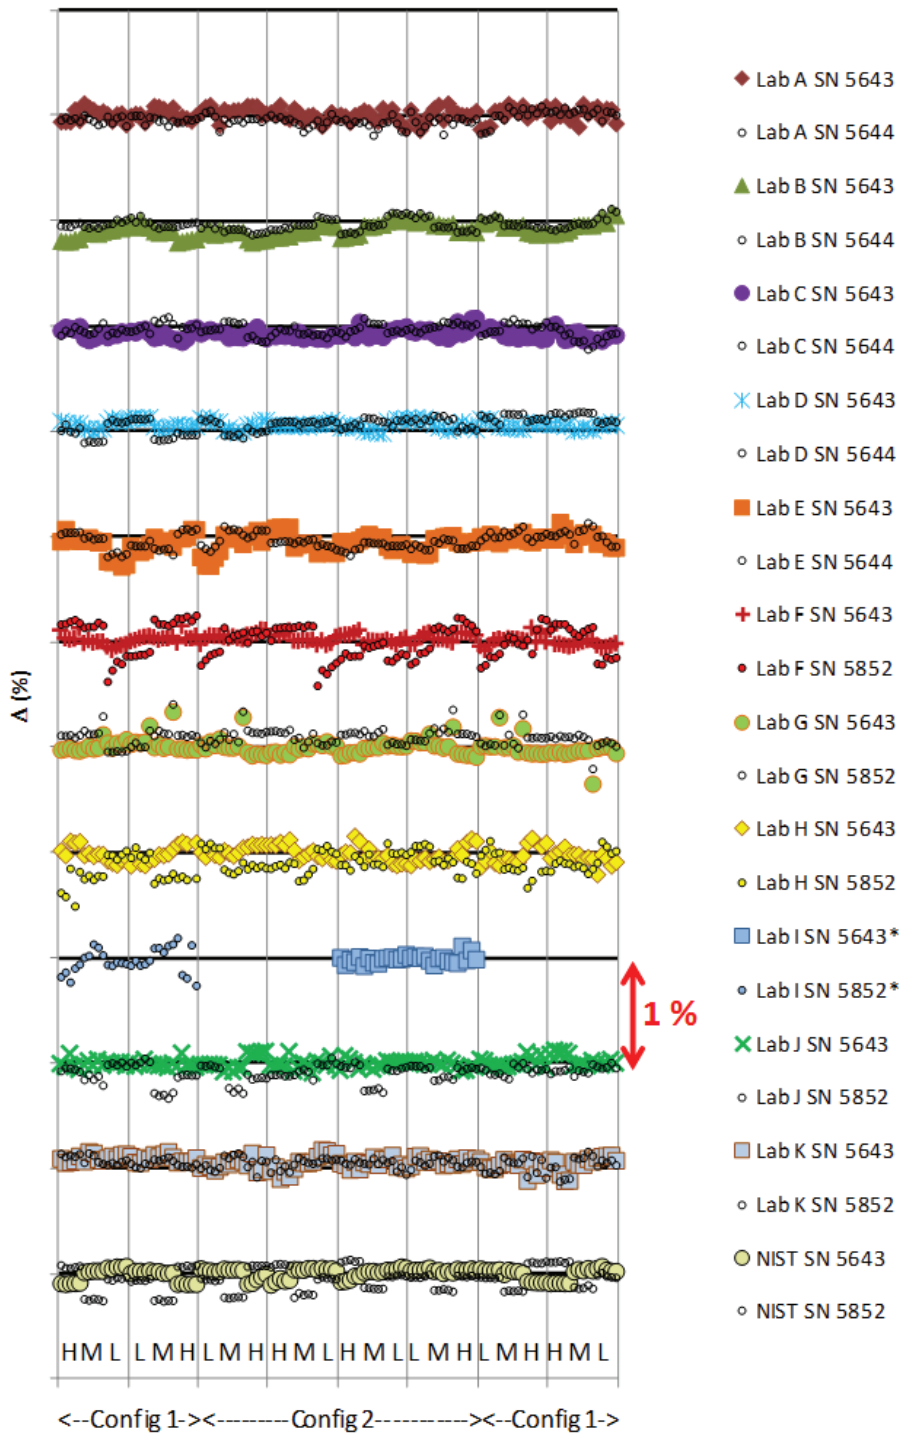 Δ (%)
Lab A SN 5643
Lab A SN 5644
Lab B SN 5643
Lab B SN 5644
Lab C SN 5643
Lab C SN 5644
Lab D SN 5643
Lab D SN 5644
Lab E SN 5643
Lab E SN 5644
Lab F SN 5643
Lab F SN 5852
Lab G SN 5643
Lab G SN 5852
Lab H SN 5643
Lab H SN 5852
Lab I SN 5643*
Lab I SN 5852*
Lab J SN 5643
Lab J SN 5852
Lab K SN 5643
Lab K SN 5852
NIST SN 5643
NIST SN 5852
1 %
H M L L M H L M H H M L H M L L M H L M H H M L
<--Config 1-><---------Config 2-----------><--Config 1->